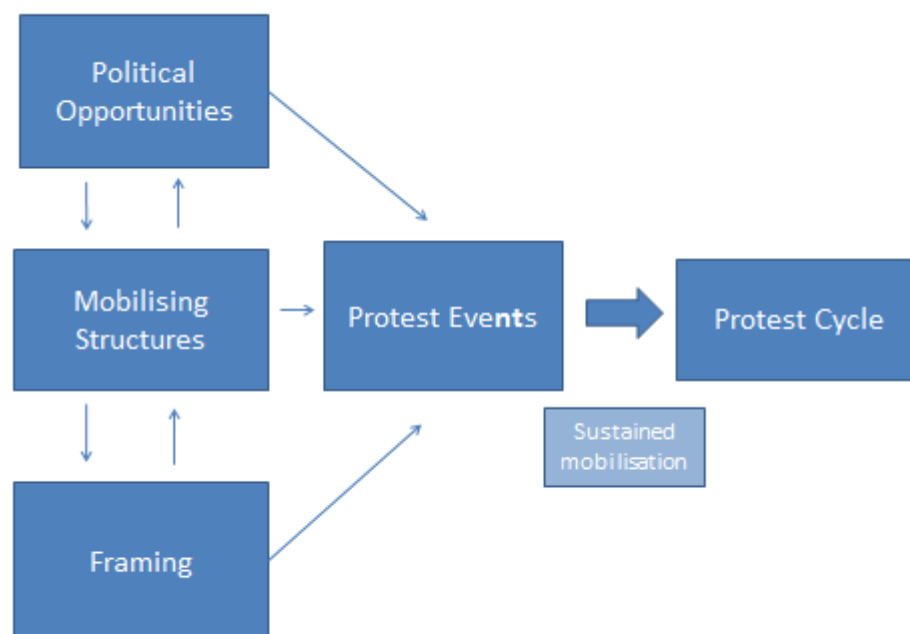 Political
Opportunities
Mobilising
Structures
Framing
Protest Events
Sustained
mobilisation
Protest Cycle